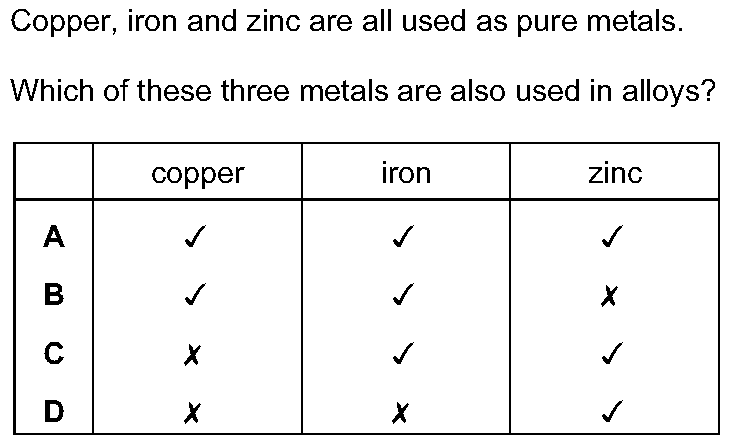 Copper, iron and zinc are all used as pure metals.
Which of these three metals are also used in alloys?
copper iron zinc
A ✓ ✓ ✓
B ✓ ✓ ✗
C ✗ ✓ ✓
D ✗ ✗ ✓